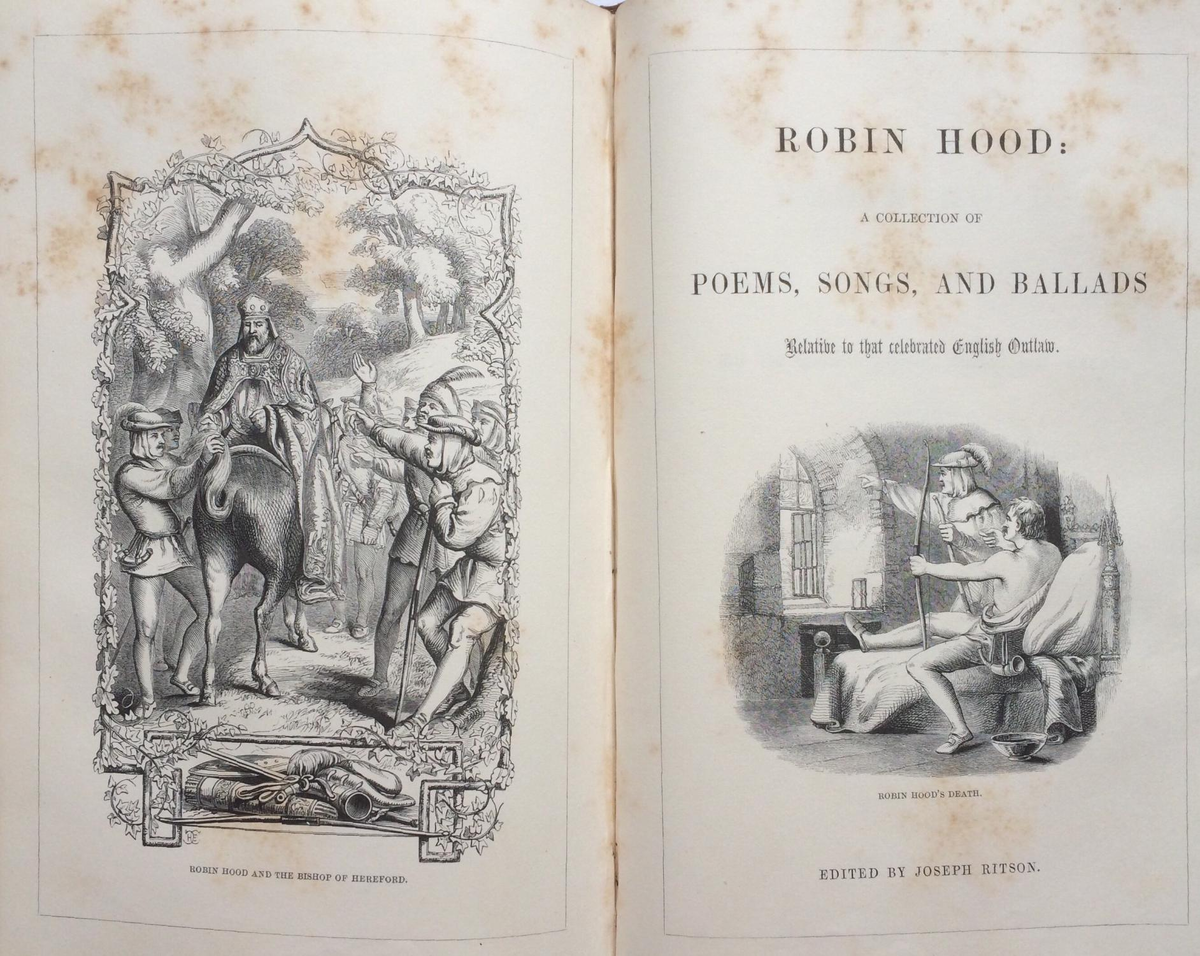 ROBIN HOOD AND THE BISHOP OF HEREFORD.
ROBIN HOOD:
A COLLECTION OF
POEMS, SONGS, AND BALLADS
Relative to that celebrated English Outlaw.
ROBIN HOOD'S DEATH.
EDITED BY JOSEPH RITSON.